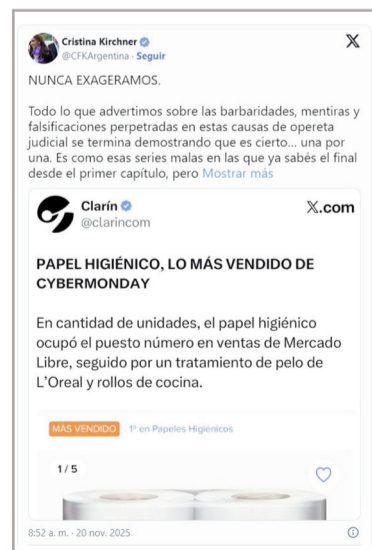 Cristina Kirchner
@CFKArgentina · Seguir
NUNCA EXAGERAMOS.
Todo lo que advertimos sobre las barbaridades, mentiras y
falsificaciones perpetradas en estas causas de opereta
judicial se termina demostrando que es cierto... una por
una. Es como esas series malas en las que ya sabés el final
desde el primer capítulo, pero Mostrar más
Clarín
@clarincom
X.com
PAPEL HIGIÉNICO, LO MÁS VENDIDO DE
CYBERMONDAY
En cantidad de unidades, el papel higiénico
ocupó el puesto número en ventas de Mercado
Libre, seguido por un tratamiento de pelo de
L'Oreal y rollos de cocina.
MÁS VENDIDO 1º en Papeles Higiénicos
1 / 5
8:52 a. m. · 20 nov. 2025